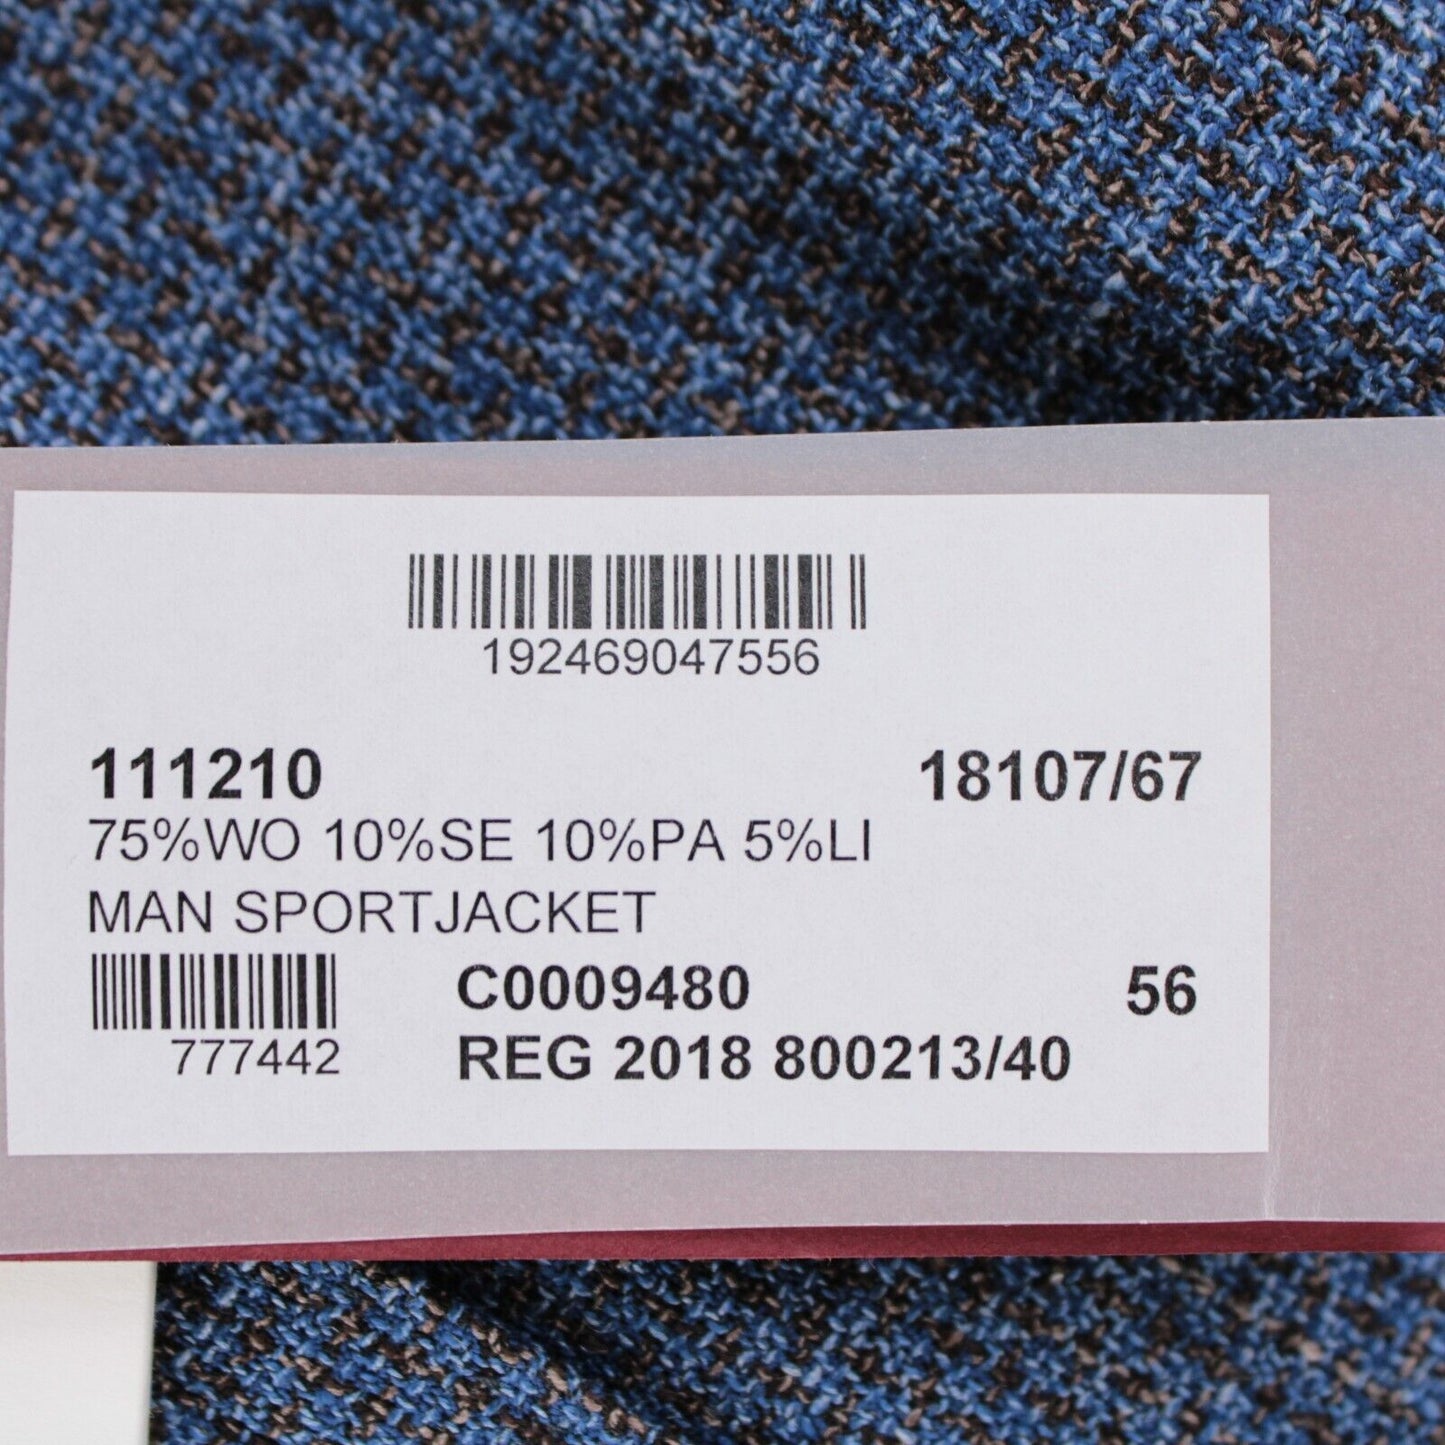 192469047556
111210 18107/67
75%WO 10%SE 10%PA 5%LI
MAN SPORTJACKET
C0009480 56
777442 REG 2018 800213/40